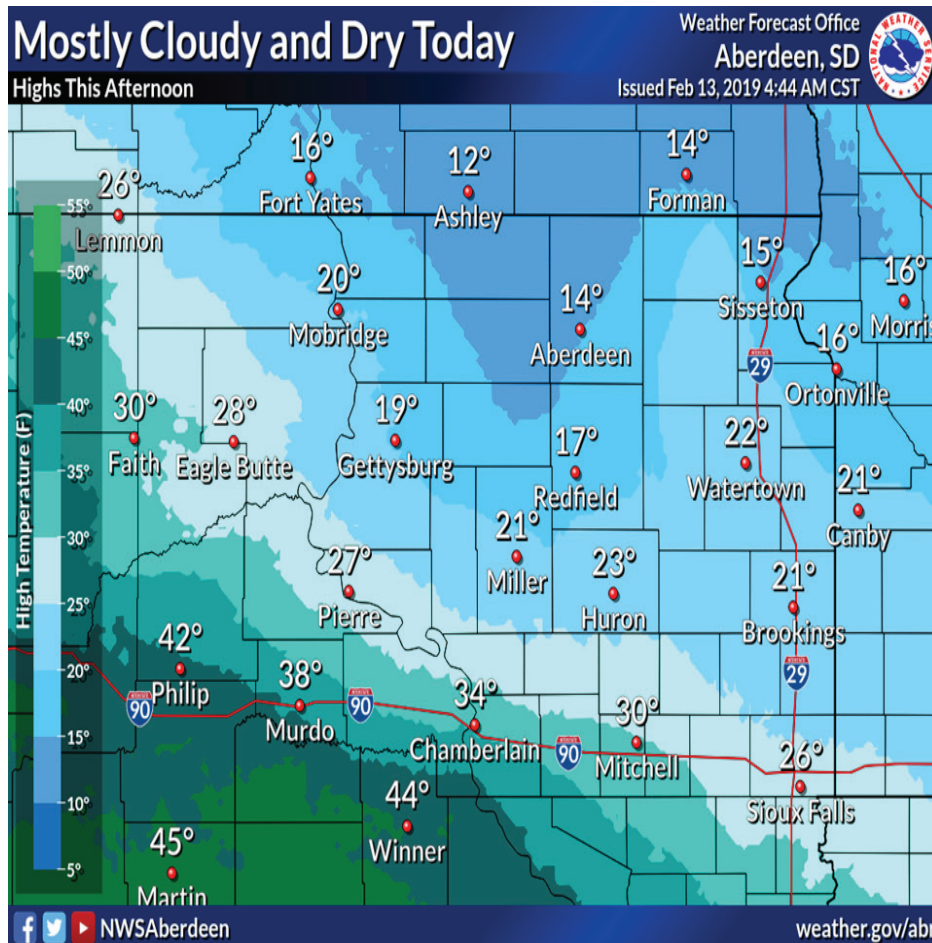 Mostly Cloudy and Dry Today
Weather Forecast Office
Aberdeen, SD
Highs This Afternoon
Issued Feb 13, 2019 4:44 AM CST
NATIONAL WEATHER SERVICE
16°
Fort Yates
12°
Ashley
14°
Forman
26°
Lemmon
20°
Mobridge
14°
Aberdeen
15°
Sisseton
16°
Morris
16°
Ortonville
29
30°
Faith
28°
Eagle Butte
19°
Gettysburg
17°
Redfield
22°
Watertown
21°
Canby
27°
Pierre
21°
Miller
23°
Huron
21°
Brookings
29
42°
Philip
90
38°
Murdo
90
34°
Chamberlain
90
30°
Mitchell
26°
Sioux Falls
44°
Winner
45°
Martin
High Temperature (F)
55°
50°
45°
40°
35°
30°
25°
20°
15°
10°
5°
NWSAberdeen
weather.gov/abr